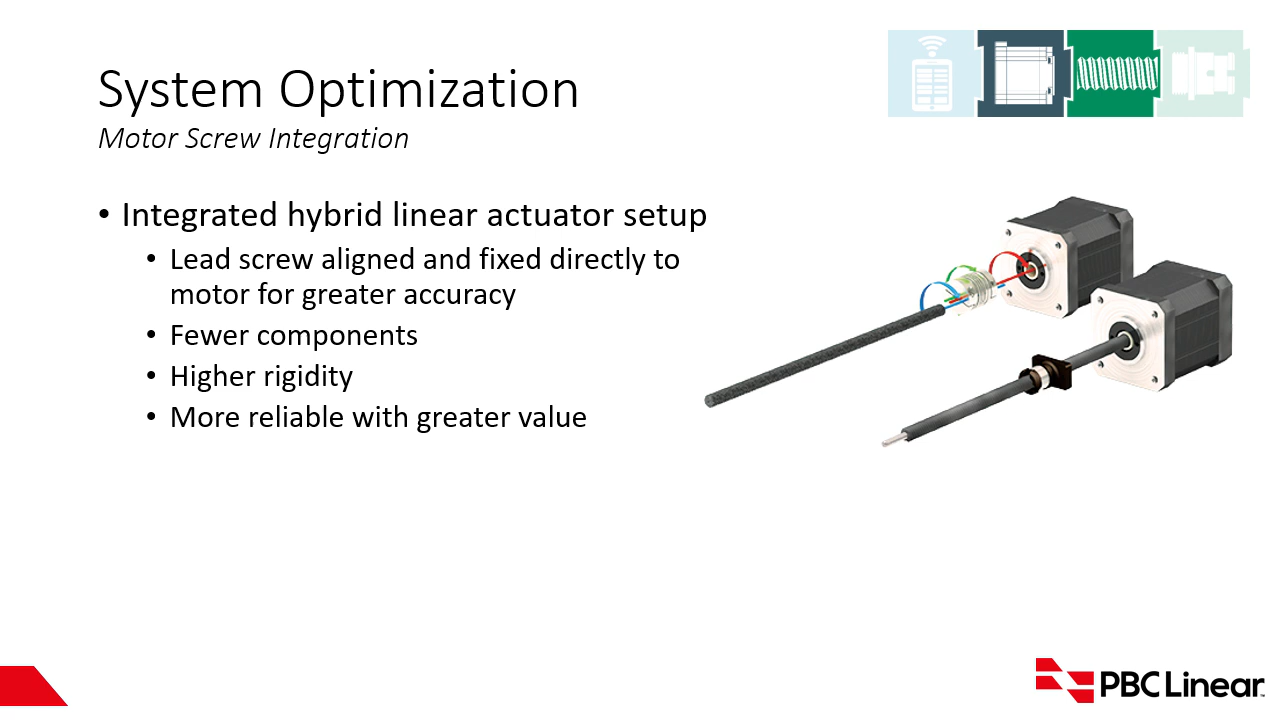 System Optimization
Motor Screw Integration
• Integrated hybrid linear actuator setup
• Lead screw aligned and fixed directly to
motor for greater accuracy
• Fewer components
• Higher rigidity
• More reliable with greater value
PBC Linear™